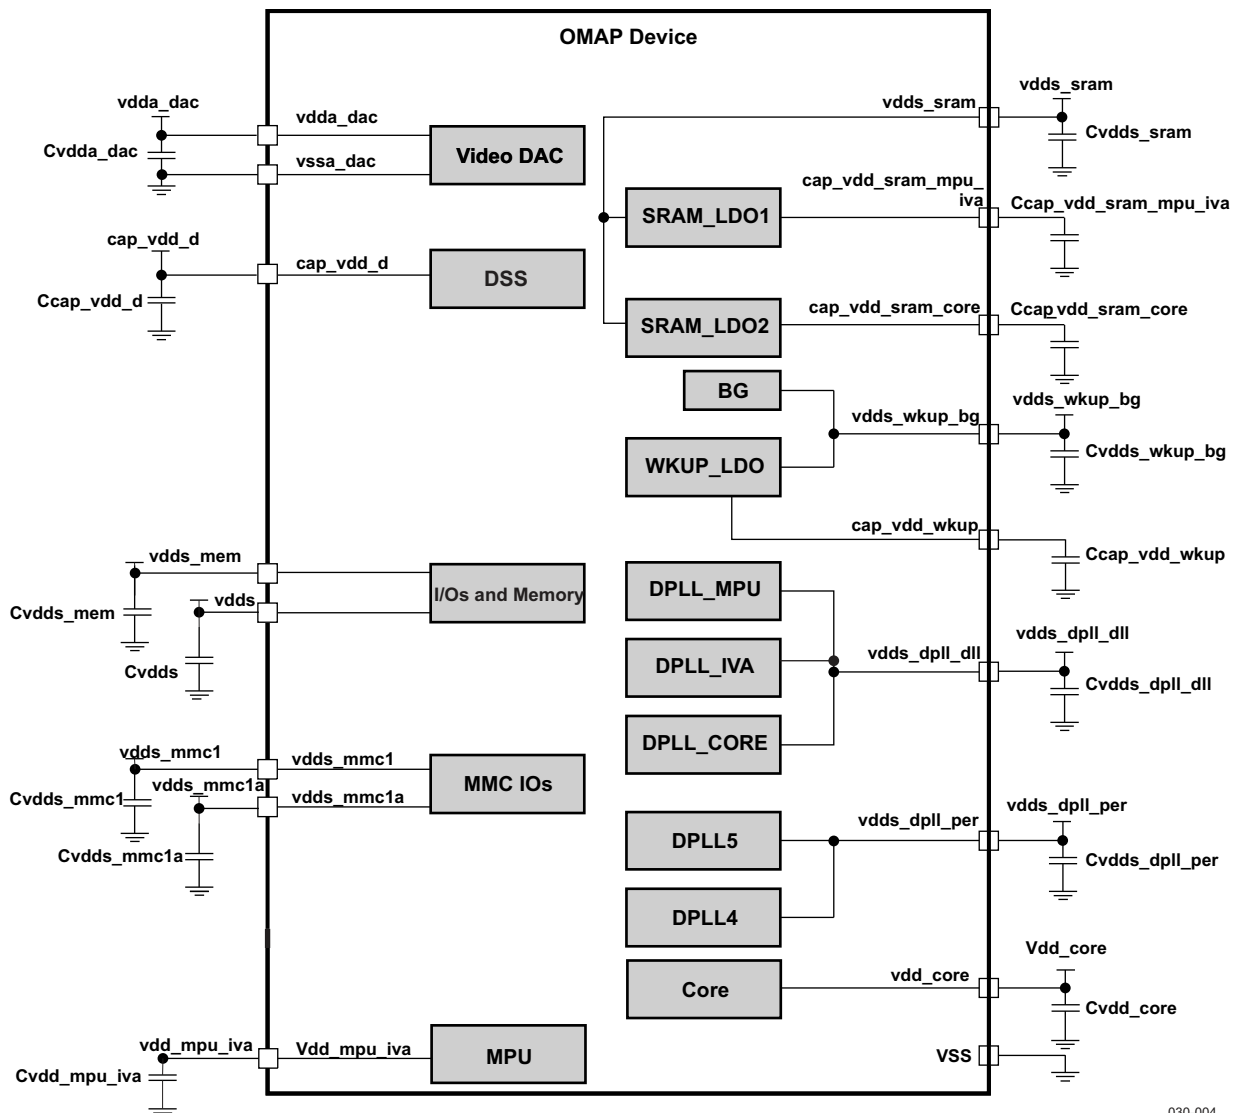 OMAP Device
vdda_dac
vdda_dac
Cvdda_dac
vssa_dac
Video DAC
cap_vdd_d
cap_vdd_d
Ccap_vdd_d
DSS
vdds_mem
Cvdds_mem
vdds
Cvdds
I/Os and Memory
vdds_mmc1
vdds_mmc1
Cvdds_mmc1
vdds_mmc1a
vdds_mmc1a
Cvdds_mmc1a
MMC IOs
vdd_mpu_iva
Vdd_mpu_iva
Cvdd_mpu_iva
MPU
vdds_sram
vdds_sram
Cvdds_sram
SRAM_LDO1
cap_vdd_sram_mpu_
iva
Ccap_vdd_sram_mpu_iva
SRAM_LDO2
cap_vdd_sram_core
Ccap_vdd_sram_core
BG
WKUP_LDO
vdds_wkup_bg
vdds_wkup_bg
Cvdds_wkup_bg
cap_vdd_wkup
Ccap_vdd_wkup
DPLL_MPU
DPLL_IVA
DPLL_CORE
vdds_dpll_dll
vdds_dpll_dll
Cvdds_dpll_dll
DPLL5
DPLL4
vdds_dpll_per
vdds_dpll_per
Cvdds_dpll_per
Core
vdd_core
Vdd_core
Cvdd_core
VSS
030-004